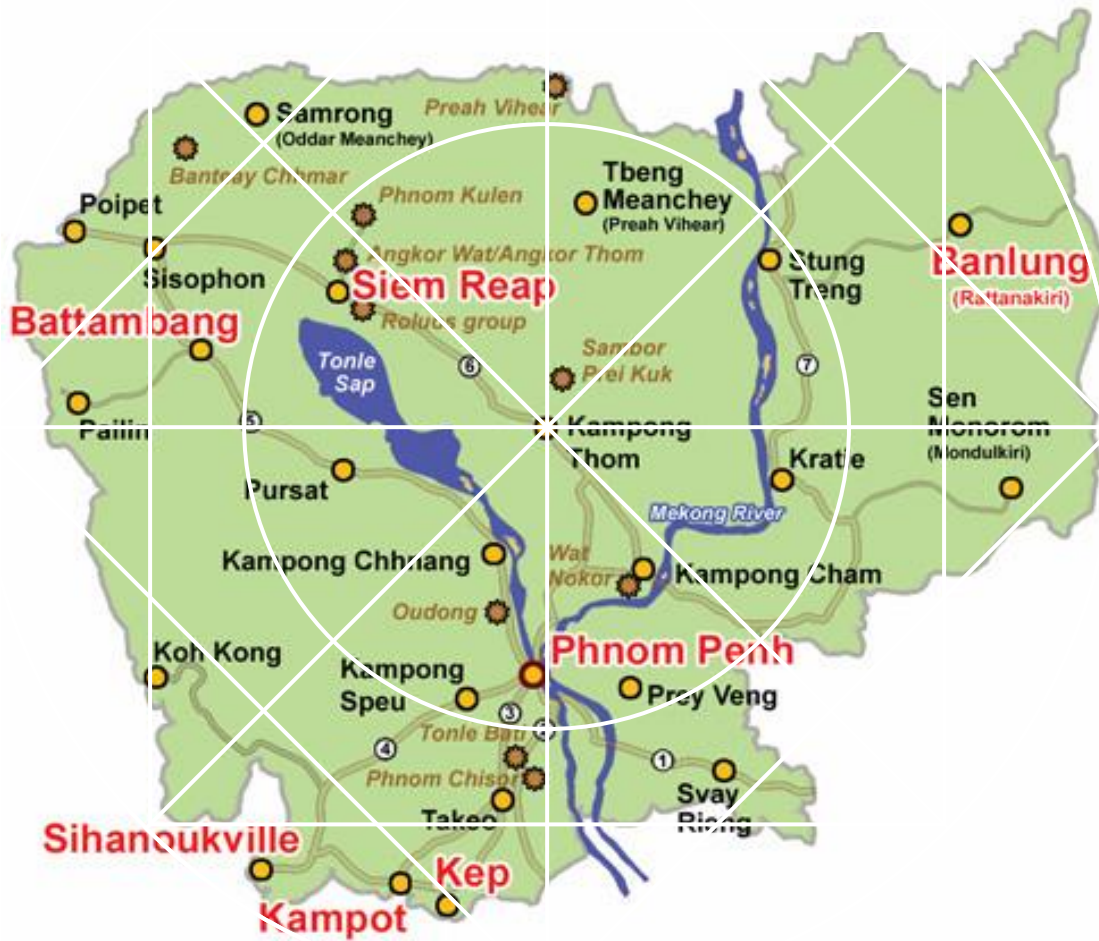 Samrong
(Oddar Meanchey)
Preah Vihear
Banteay Chhmar
Tbeng
Meanchey
(Preah Vihear)
Poipet
Phnom Kulen
Sisophon
Angkor Wat/Angkor Thom
Siem Reap
Roluos group
Stung
Treng
Banlung
(Rattanakiri)
Battambang
Tonle
Sap
6
Sambor
Prei Kuk
7
Pailin
5
Kampong
Thom
Sen
Monorom
(Mondulkiri)
Pursat
Kratie
Mekong River
Kampong Chhnang
Wat
Nokor
Kampong Cham
Oudong
Koh Kong
Phnom Penh
Kampong
Speu
Prey Veng
3
Tonle Bati
4
1
Phnom Chisor
Svay
Rieng
Takeo
Sihanoukville
Kep
Kampot